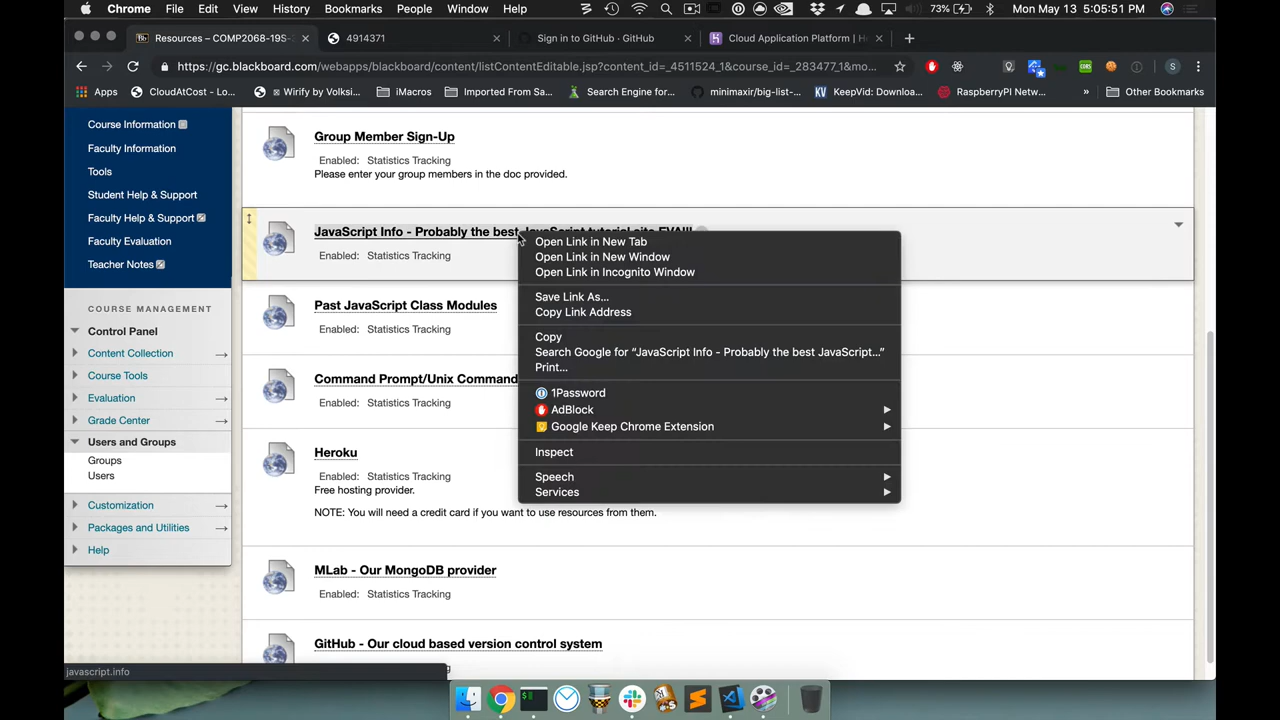 Chrome File Edit View History Bookmarks People Window Help 73% Mon May 13 5:05:51
Resources – COMP2068-19S- 4914371 Sign in to GitHub · GitHub Cloud Application Platform | H
https://gc.blackboard.com/webapps/blackboard/content/listContentEditable.jsp?content_id=_4511524_1&course_id=_283477_1&mo...
Apps CloudAtCost - Lo... Wirify by Volksi... iMacros Imported From Sa... Search Engine for... minimaxir/big-list-... KeepVid: Downloa... RaspberryPI Netw... » Other Bookmarks
Course Information
Faculty Information
Tools
Student Help & Support
Faculty Help & Support
Faculty Evaluation
Teacher Notes
COURSE MANAGEMENT
Control Panel
Content Collection
Course Tools
Evaluation
Grade Center
Users and Groups
Groups
Users
Customization
Packages and Utilities
Help
Group Member Sign-Up
Enabled: Statistics Tracking
Please enter your group members in the doc provided.
JavaScript Info - Probably the best JavaScript tutorial site EVA!!!
Enabled: Statistics Tracking
Past JavaScript Class Modules
Enabled: Statistics Tracking
Command Prompt/Unix Command
Enabled: Statistics Tracking
Heroku
Enabled: Statistics Tracking
Free hosting provider.
NOTE: You will need a credit card if you want to use resources from them.
MLab - Our MongoDB provider
Enabled: Statistics Tracking
GitHub - Our cloud based version control system
Open Link in New Tab
Open Link in New Window
Open Link in Incognito Window
Save Link As...
Copy Link Address
Copy
Search Google for “JavaScript Info - Probably the best JavaScript...”
Print...
1Password
AdBlock
Google Keep Chrome Extension
Inspect
Speech
Services
javascript.info